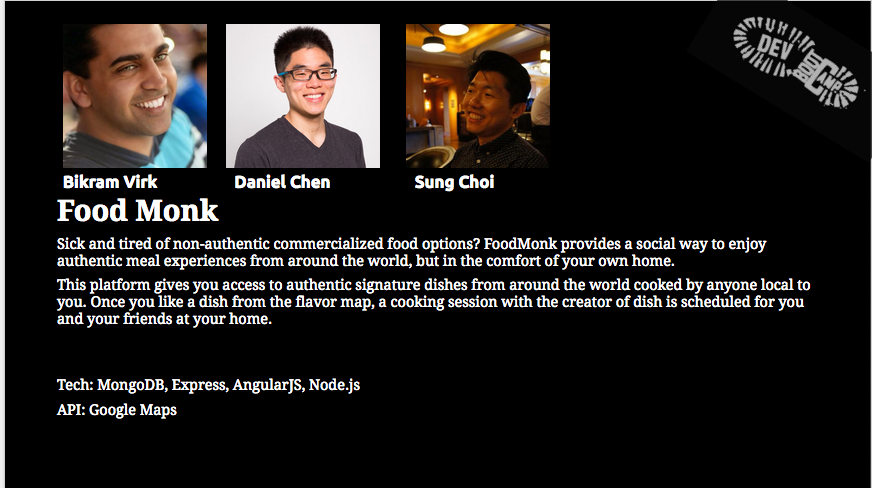 DEV
CAMP
Bikram Virk
Daniel Chen
Sung Choi
Food Monk
Sick and tired of non-authentic commercialized food options? FoodMonk provides a social way to enjoy
authentic meal experiences from around the world, but in the comfort of your own home.
This platform gives you access to authentic signature dishes from around the world cooked by anyone local to
you. Once you like a dish from the flavor map, a cooking session with the creator of dish is scheduled for you
and your friends at your home.
Tech: MongoDB, Express, AngularJS, Node.js
API: Google Maps